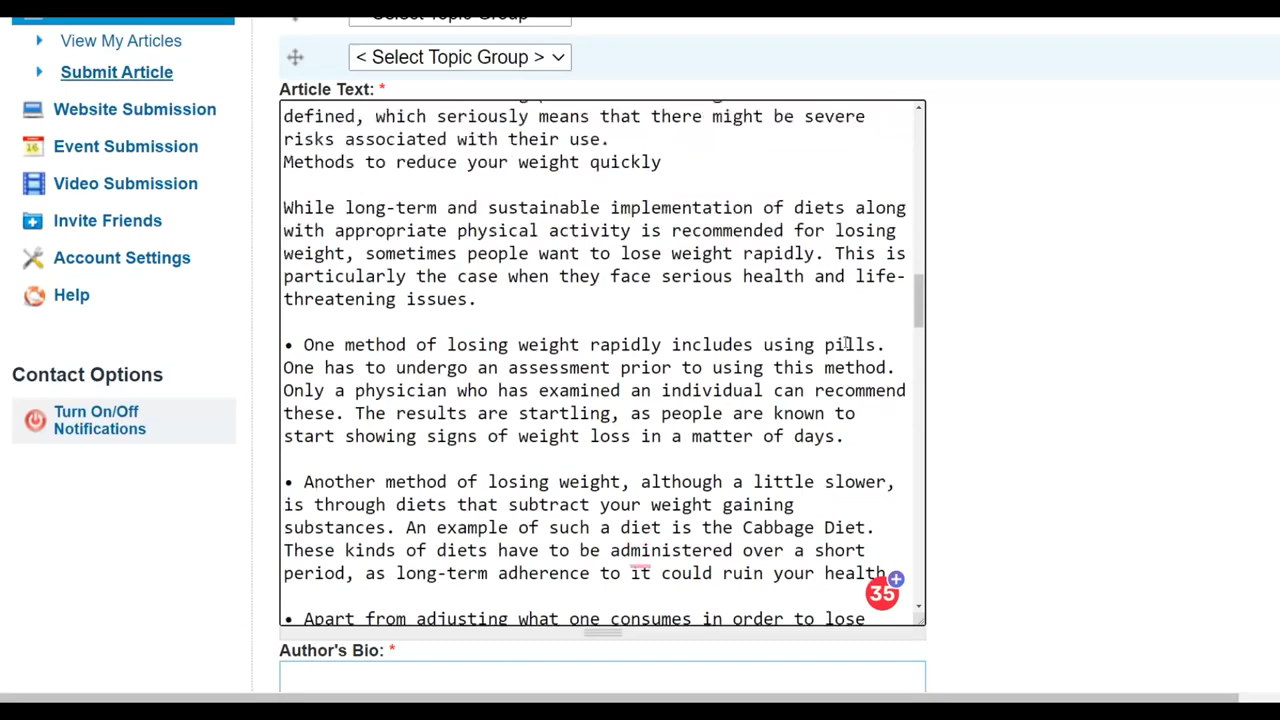 View My Articles
Submit Article
Website Submission
Event Submission
Video Submission
Invite Friends
Account Settings
Help
Contact Options
Turn On/Off
Notifications
< Select Topic Group >
Article Text: *
defined, which seriously means that there might be severe
risks associated with their use.
Methods to reduce your weight quickly
While long-term and sustainable implementation of diets along
with appropriate physical activity is recommended for losing
weight, sometimes people want to lose weight rapidly. This is
particularly the case when they face serious health and life-
threatening issues.
• One method of losing weight rapidly includes using pills.
One has to undergo an assessment prior to using this method.
Only a physician who has examined an individual can recommend
these. The results are startling, as people are known to
start showing signs of weight loss in a matter of days.
• Another method of losing weight, although a little slower,
is through diets that subtract your weight gaining
substances. An example of such a diet is the Cabbage Diet.
These kinds of diets have to be administered over a short
period, as long-term adherence to it could ruin your health
35
• Apart from adjusting what one consumes in order to lose
Author's Bio: *